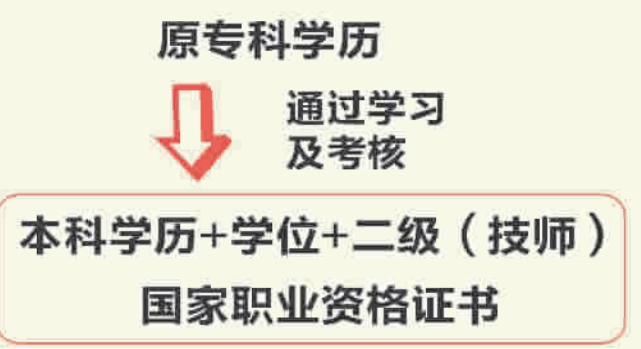 原专科学历
通过学习
及考核
本科学历+学位+二级（技师）
国家职业资格证书